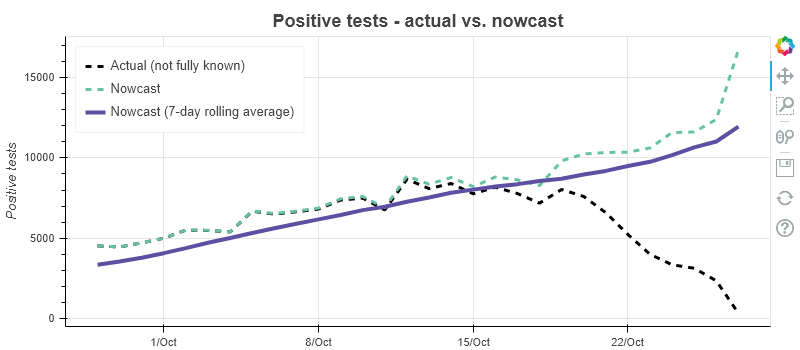 Positive tests - actual vs. nowcast
Actual (not fully known)
Nowcast
Nowcast (7-day rolling average)
Positive tests
15000
10000
5000
0
1/Oct
8/Oct
15/Oct
22/Oct